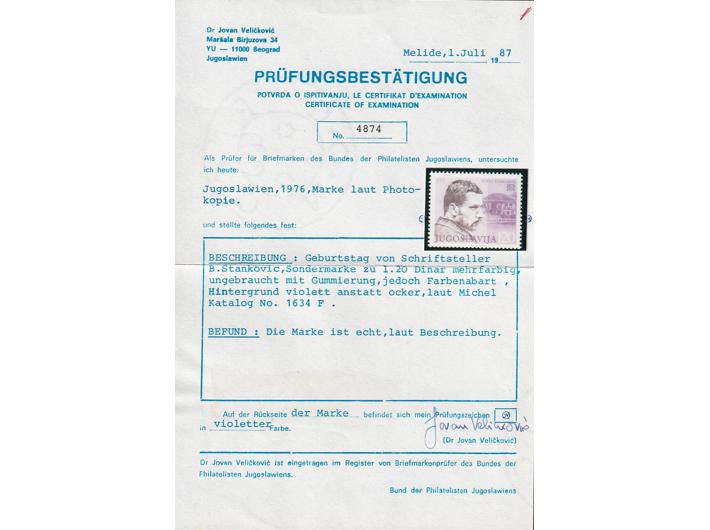 Dr Jovan Veličković
Maršala Birjuzova 34
YU — 11000 Beograd
Jugoslawien
Melide,1.Juli 1987
PRÜFUNGSBESTÄTIGUNG
POTVRDA O ISPITIVANJU, LE CERTIFIKAT D'EXAMINATION
CERTIFICATE OF EXAMINATION
No. 4874
Als Prüfer für Briefmarken des Bundes der Philatelisten Jugoslawiens, untersuchte
ich heute:
Jugoslawien,1976,Marke laut Photo-
kopie.
JUGOSLAVIJA
und stellte folgendes fest:
BESCHREIBUNG : Geburtstag von Schriftsteller
B.Stankovic,Sondermarke zu 1.20 Dinar mehrfarbig,
ungebraucht mit Gummierung,jedoch Farbenabart ,
Hintergrund violett anstatt ocker,laut Michel
Katalog No. 1634 F .
BEFUND : Die Marke ist echt,laut Beschreibung.
Auf der Rückseite der Marke befindet sich mein Prüfungszeichen
in violetter Farbe.
Jovan Veličković
(Dr Jovan Veličković)
Dr Jovan Veličković ist eingetragen im Register von Briefmarkenprüfer des Bundes der
Philatelisten Jugoslawiens.
Bund der Philatelisten Jugoslawiens